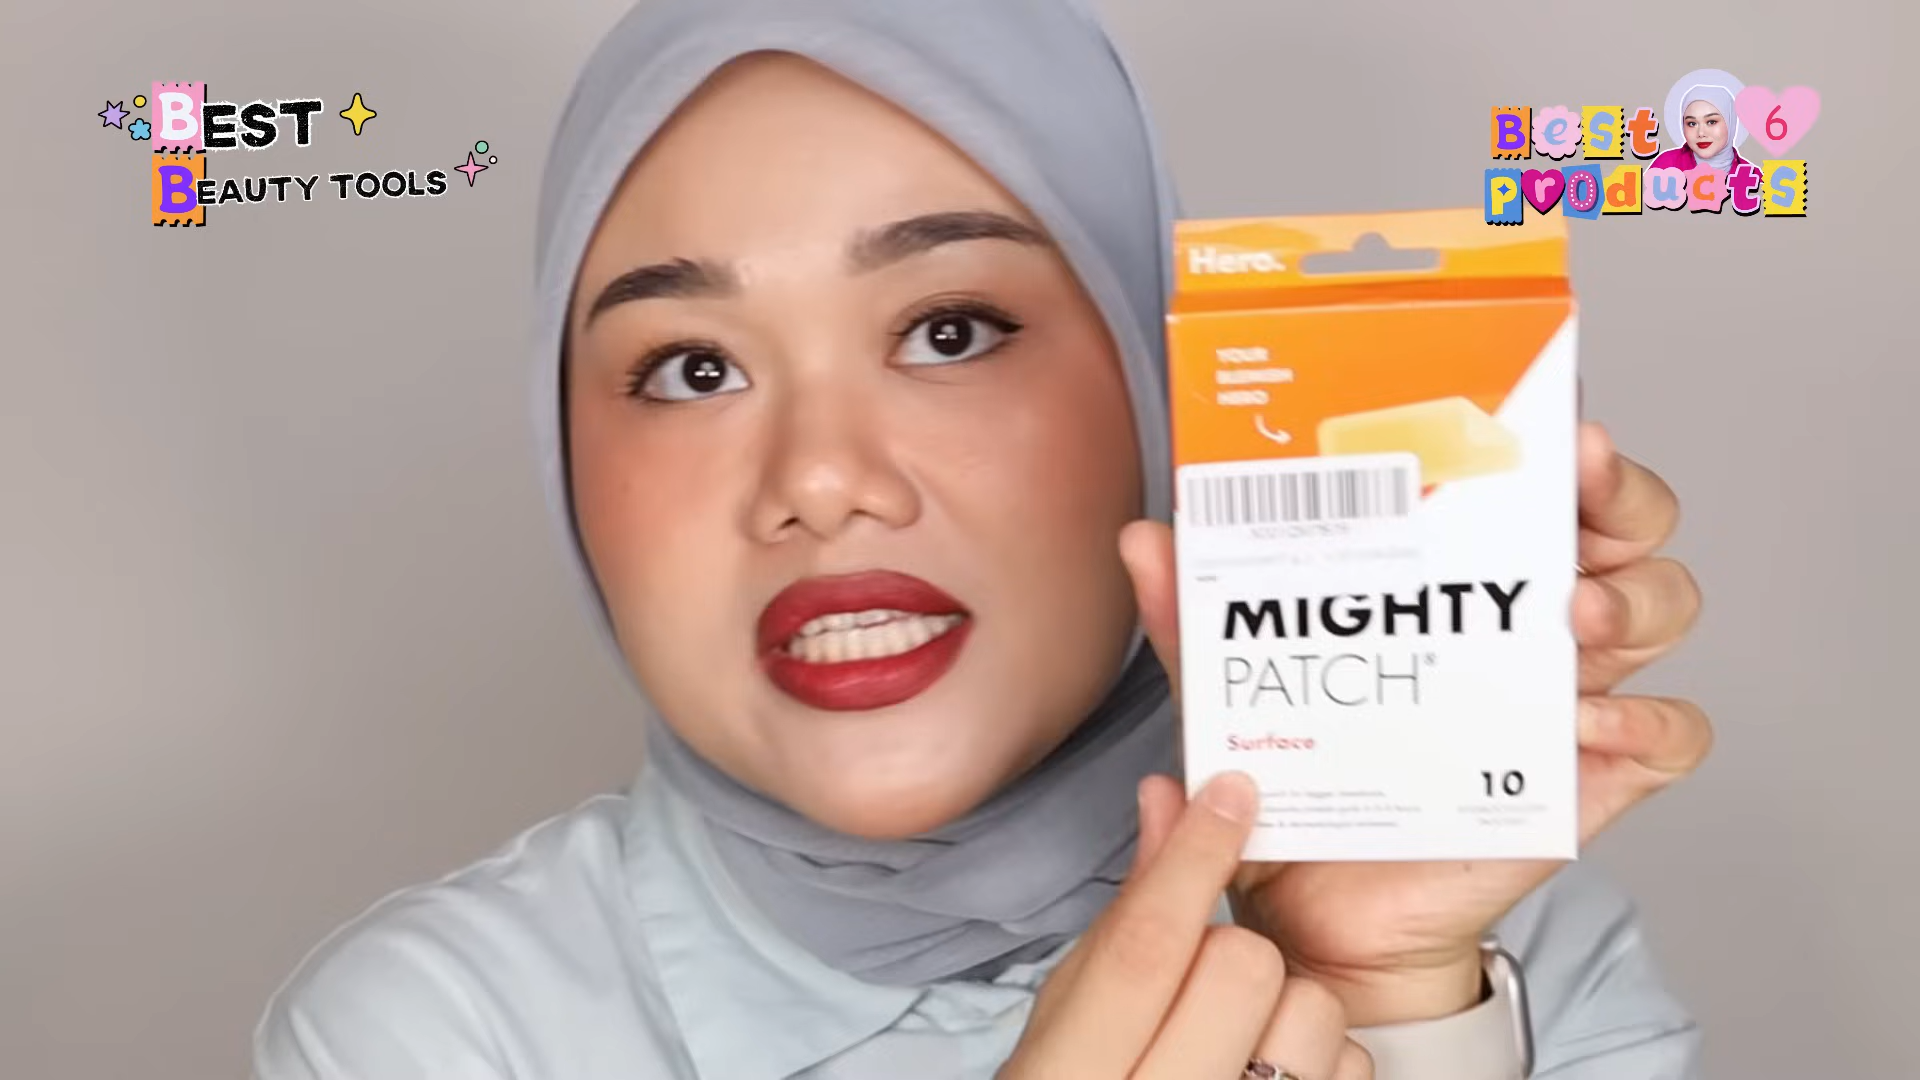 BEST
BEAUTY TOOLS
Best 6
Products
Hero.
YOUR
BLEMISH
HERO
MIGHTY
PATCH®
Surface
10